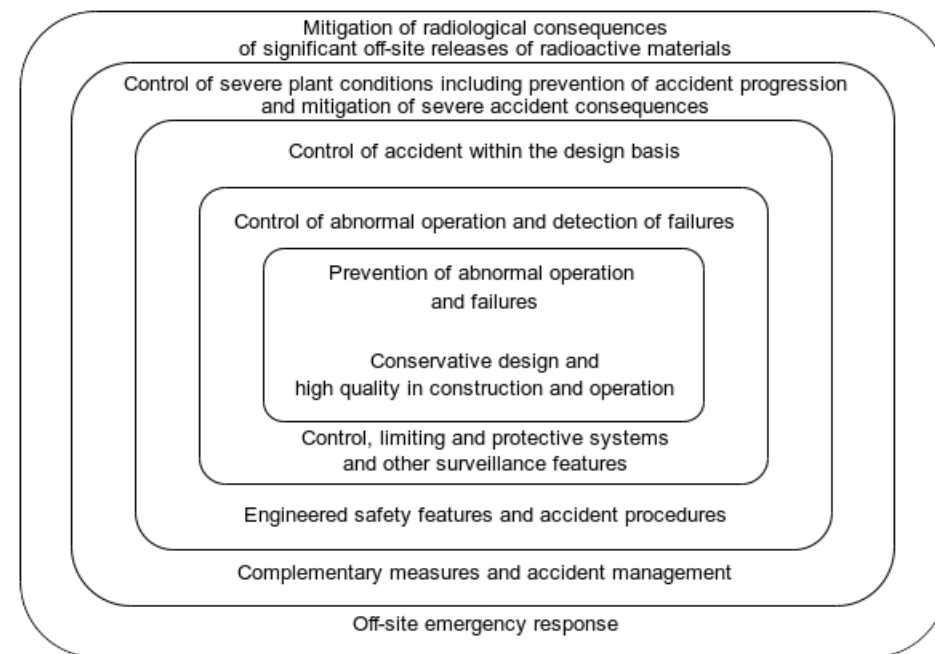 Mitigation of radiological consequences
of significant off-site releases of radioactive materials
Control of severe plant conditions including prevention of accident progression
and mitigation of severe accident consequences
Control of accident within the design basis
Control of abnormal operation and detection of failures
Prevention of abnormal operation
and failures
Conservative design and
high quality in construction and operation
Control, limiting and protective systems
and other surveillance features
Engineered safety features and accident procedures
Complementary measures and accident management
Off-site emergency response